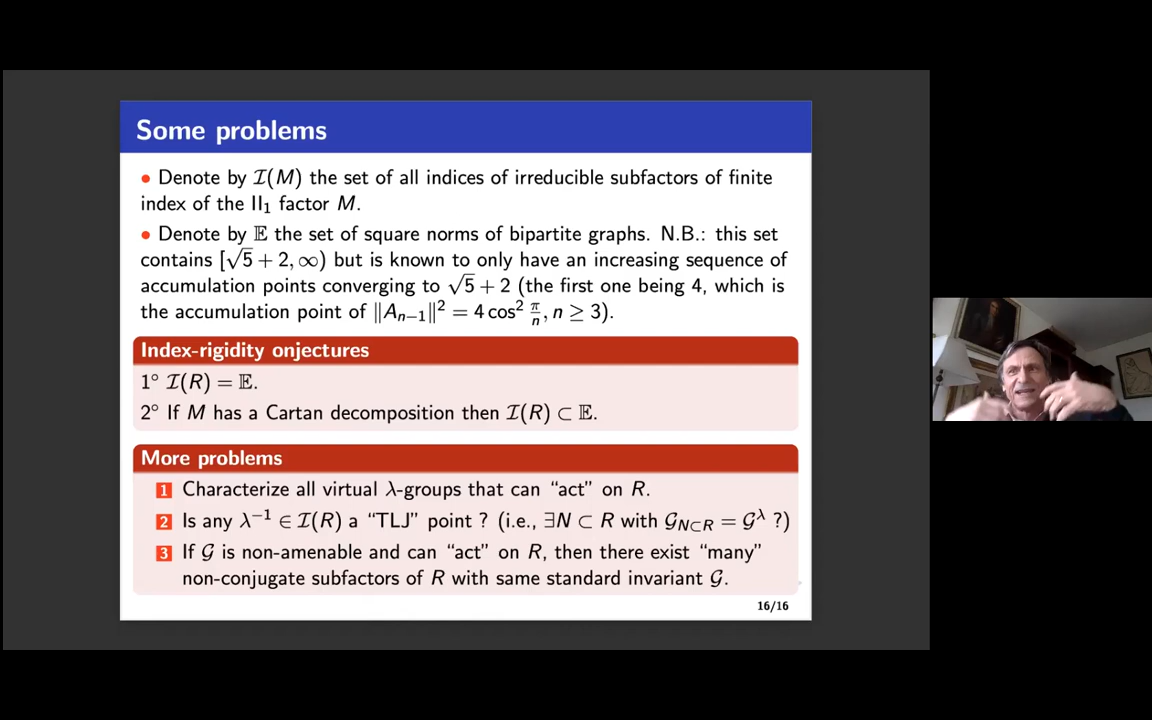 Some problems
• Denote by ℐ(M) the set of all indices of irreducible subfactors of finite
index of the II₁ factor M.
• Denote by 𝔼 the set of square norms of bipartite graphs. N.B.: this set
contains [√5 + 2, ∞) but is known to only have an increasing sequence of
accumulation points converging to √5 + 2 (the first one being 4, which is
the accumulation point of ‖Aₙ₋₁‖² = 4 cos² π/n, n ≥ 3).
Index-rigidity onjectures
1° ℐ(R) = 𝔼.
2° If M has a Cartan decomposition then ℐ(R) ⊂ 𝔼.
More problems
1 Characterize all virtual λ-groups that can “act” on R.
2 Is any λ⁻¹ ∈ ℐ(R) a “TLJ” point ? (i.e., ∃N ⊂ R with 𝒢_{N⊂R} = 𝒢^λ ?)
3 If 𝒢 is non-amenable and can “act” on R, then there exist “many”
non-conjugate subfactors of R with same standard invariant 𝒢.
16/16